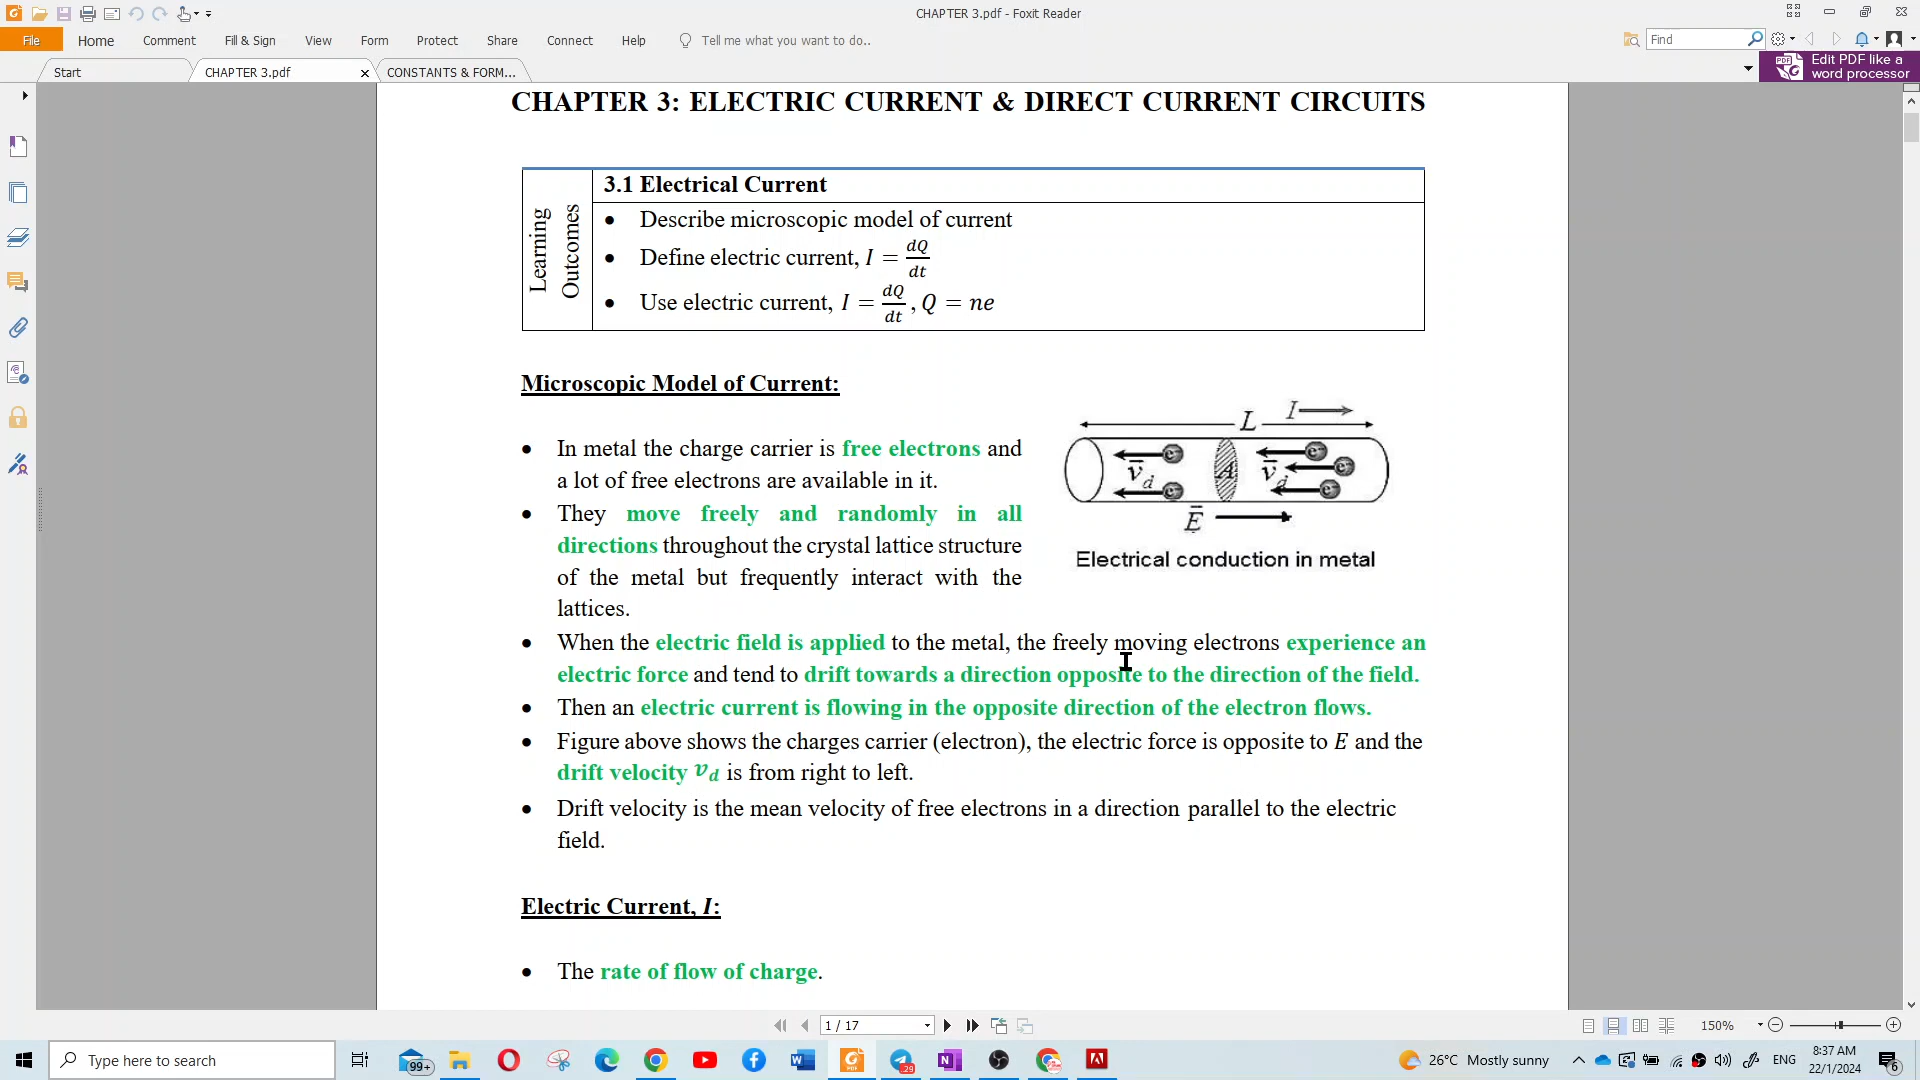 CHAPTER 3.pdf - Foxit Reader
File Home Comment Fill & Sign View Form Protect Share Connect Help Tell me what you want to do..
Find
Start CHAPTER 3.pdf CONSTANTS & FORM...
Edit PDF like a
word processor
CHAPTER 3: ELECTRIC CURRENT & DIRECT CURRENT CIRCUITS
Learning
Outcomes
3.1 Electrical Current
• Describe microscopic model of current
• Define electric current, I = dQ/dt
• Use electric current, I = dQ/dt, Q = ne
Microscopic Model of Current:
• In metal the charge carrier is free electrons and
a lot of free electrons are available in it.
• They move freely and randomly in all
directions throughout the crystal lattice structure
of the metal but frequently interact with the
lattices.
L I
e e
v̅d A v̅d e
e e
E̅
Electrical conduction in metal
• When the electric field is applied to the metal, the freely moving electrons experience an
electric force and tend to drift towards a direction opposite to the direction of the field.
• Then an electric current is flowing in the opposite direction of the electron flows.
• Figure above shows the charges carrier (electron), the electric force is opposite to E and the
drift velocity vd is from right to left.
• Drift velocity is the mean velocity of free electrons in a direction parallel to the electric
field.
Electric Current, I:
• The rate of flow of charge.
1 / 17
150%
Type here to search
99+
29
26°C Mostly sunny
ENG
8:37 AM
22/1/2024
6